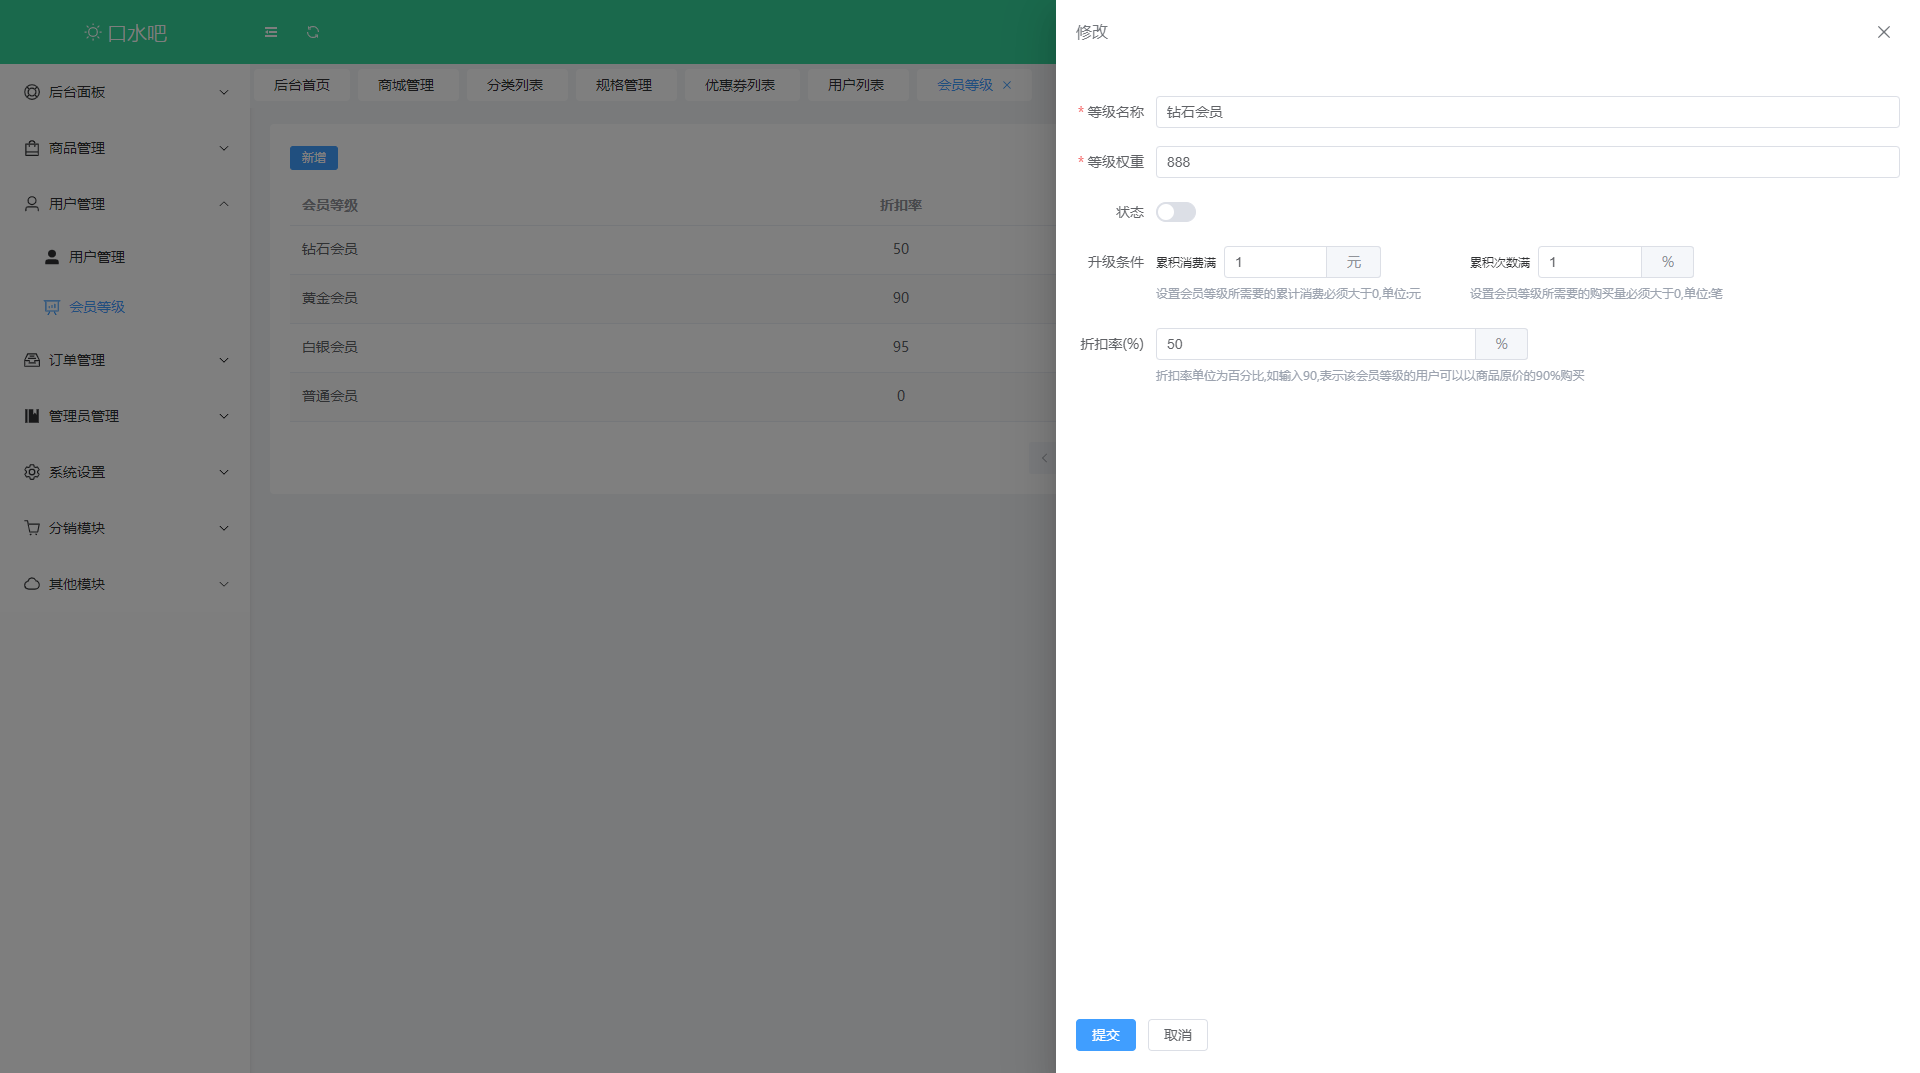 口水吧
后台面板
商品管理
用户管理
用户管理
会员等级
订单管理
管理员管理
系统设置
分销模块
其他模块
后台首页 商城管理 分类列表 规格管理 优惠券列表 用户列表 会员等级
新增
会员等级 折扣率
钻石会员 50
黄金会员 90
白银会员 95
普通会员 0
修改
* 等级名称 钻石会员
* 等级权重 888
状态
升级条件 累积消费满 1 元 累积次数满 1 %
设置会员等级所需要的累计消费必须大于0,单位:元 设置会员等级所需要的购买量必须大于0,单位:笔
折扣率(%) 50 %
折扣率单位为百分比,如输入90,表示该会员等级的用户可以以商品原价的90%购买
提交 取消